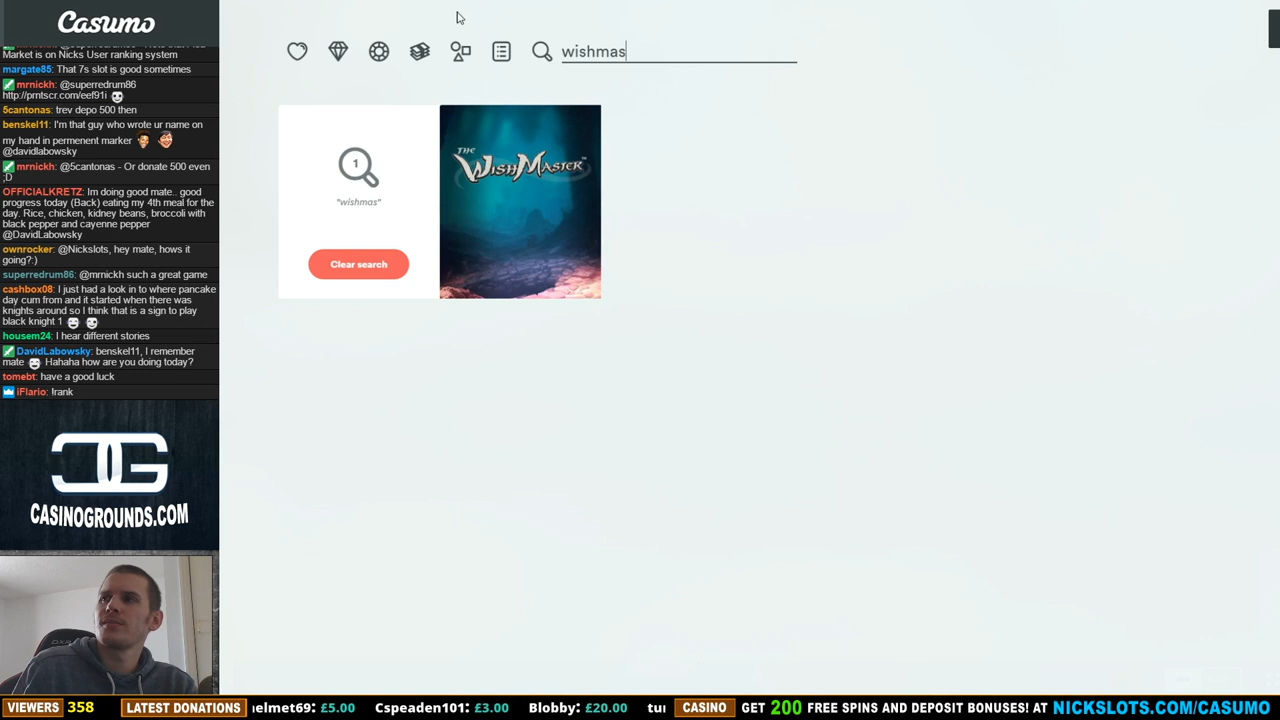 Casumo
wishmas
Market is on Nicks User ranking system
margate85: That 7s slot is good sometimes
mrnickh: @superredrum86
http://prntscr.com/eef91i
5cantonas: trev depo 500 then
benskel11: I'm that guy who wrote ur name on
my hand in permenent marker
@davidlabowsky
mrnickh: @5cantonas - Or donate 500 even
;D
OFFICIALKRETZ: Im doing good mate.. good
progress today (Back) eating my 4th meal for the
day. Rice, chicken, kidney beans, broccoli with
black pepper and cayenne pepper
@DavidLabowsky
ownrocker: @Nickslots, hey mate, hows it
going?:)
superredrum86: @mrnickh such a great game
cashbox08: I just had a look in to where pancake
day cum from and it started when there was
knights around so I think that is a sign to play
black knight 1
housem24: I hear different stories
DavidLabowsky: benskel11, I remember
mate Hahaha how are you doing today?
tomebt: have a good luck
iFlario: !rank
1
"wishmas"
Clear search
THE
WISHMASTER™
CG
CASINOGROUNDS.COM
VIEWERS 358 LATEST DONATIONS elmet69: £5.00 Cspeaden101: £3.00 Blobby: £20.00 CASINO GET 200 FREE SPINS AND DEPOSIT BONUSES! AT NICKSLOTS.COM/CASUMO